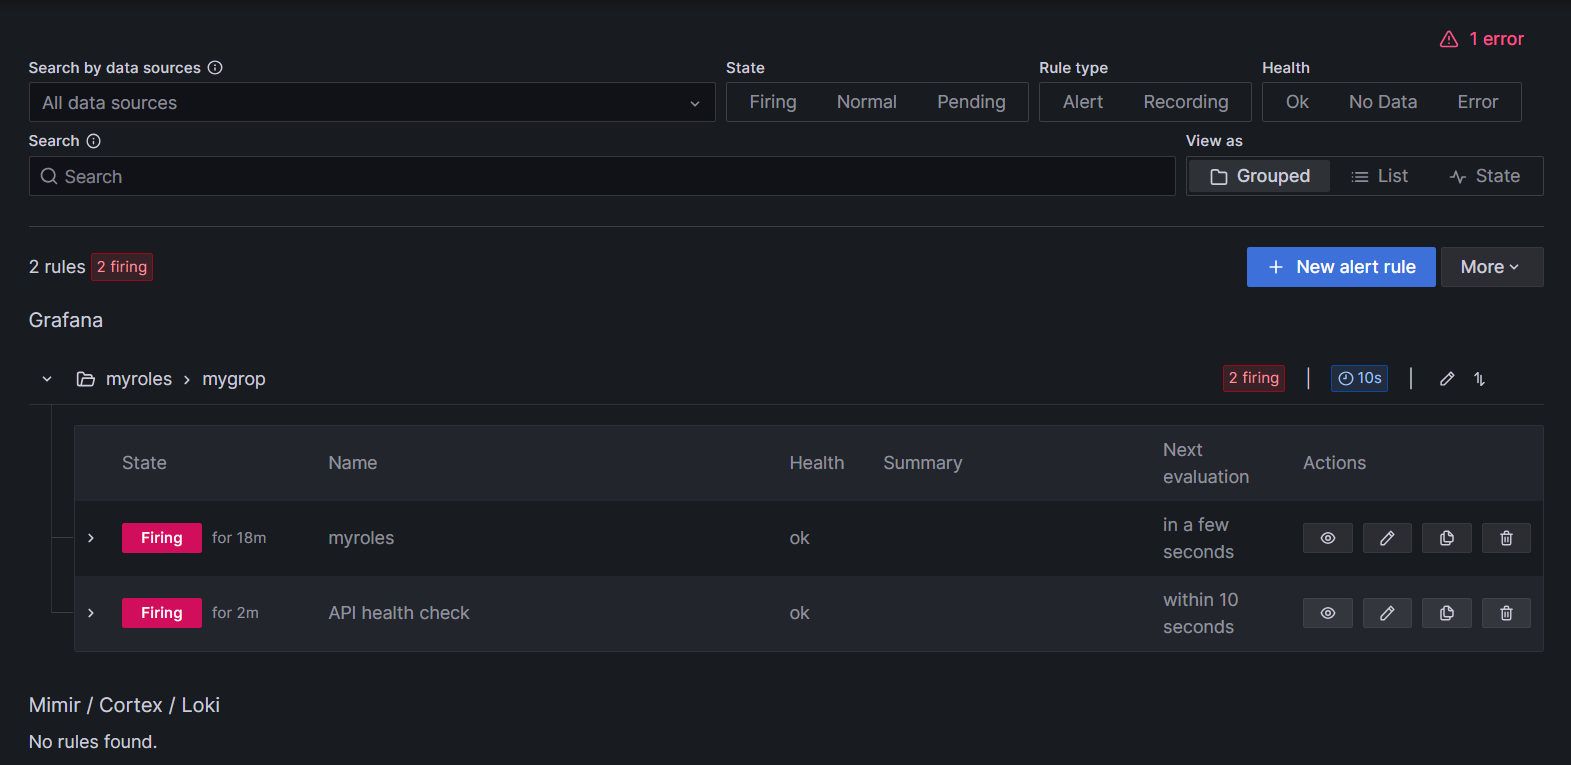 1 error
Search by data sources
State
Rule type
Health
All data sources
Firing Normal Pending
Alert Recording
Ok No Data Error
Search
View as
Search
Grouped List State
2 rules 2 firing
New alert rule
More
Grafana
myroles > mygrop
2 firing | 10s |
State Name Health Summary Next evaluation Actions
Firing for 18m myroles ok in a few seconds
Firing for 2m API health check ok within 10 seconds
Mimir / Cortex / Loki
No rules found.